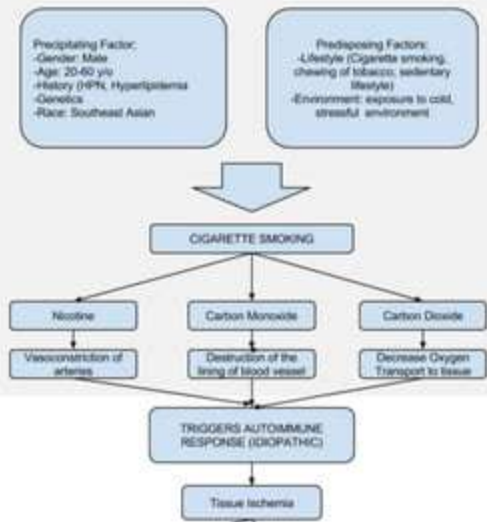 Precipitating Factor:
-Gender: Male
-Age: 20-60 y/o
-History (HPN, Hyperlipidemia
-Genetics
-Race: Southeast Asian
Predisposing Factors:
-Lifestyle (Cigarette smoking,
chewing of tobacco, sedentary
lifestyle)
-Environment: exposure to cold,
stressful environment
CIGARETTE SMOKING
Nicotine
Carbon Monoxide
Carbon Dioxide
Vasoconstriction of
arteries
Destruction of the
lining of blood vessel
Decrease Oxygen
Transport to tissue
TRIGGERS AUTOIMMUNE
RESPONSE (IDIOPATHIC)
Tissue Ischemia